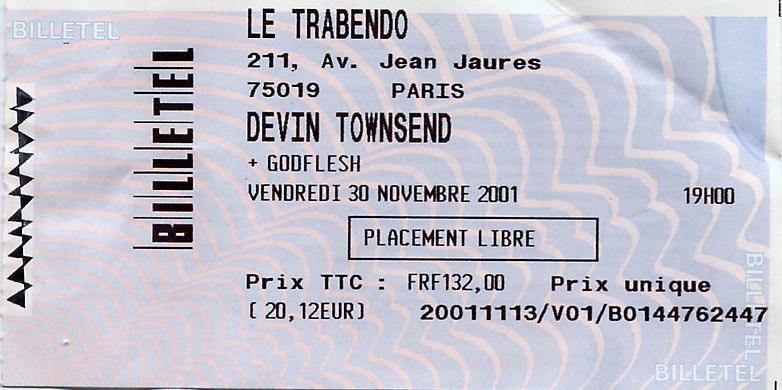 BILLETEL
BILLETEL
LE TRABENDO
211, Av. Jean Jaures
75019 PARIS
DEVIN TOWNSEND
+ GODFLESH
VENDREDI 30 NOVEMBRE 2001 19H00
PLACEMENT LIBRE
Prix TTC : FRF132,00 Prix unique
( 20,12EUR) 20011113/V01/B0144762447
BILLETEL
BILLETEL